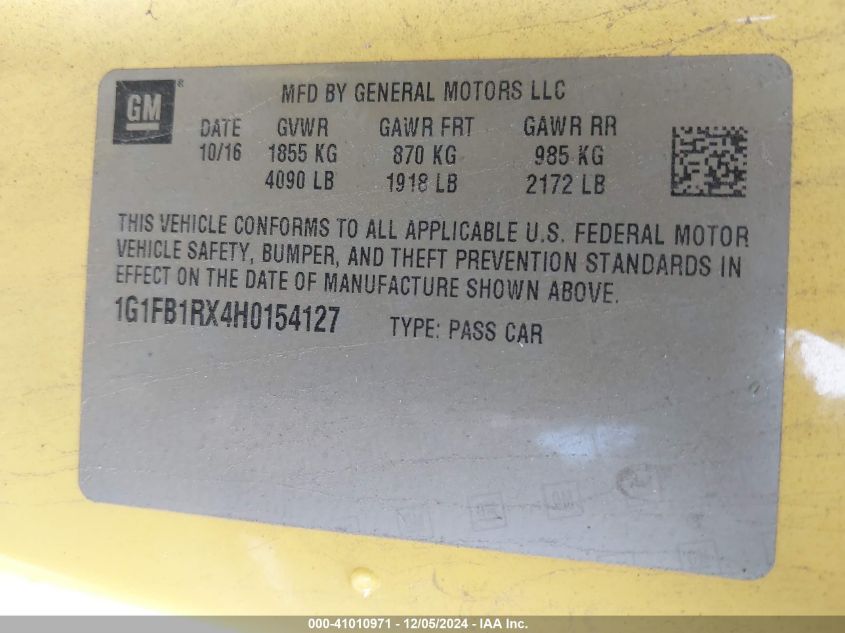 GM ®
MFD BY GENERAL MOTORS LLC
DATE GVWR GAWR FRT GAWR RR
10/16 1855 KG 870 KG 985 KG
4090 LB 1918 LB 2172 LB
THIS VEHICLE CONFORMS TO ALL APPLICABLE U.S. FEDERAL MOTOR
VEHICLE SAFETY, BUMPER, AND THEFT PREVENTION STANDARDS IN
EFFECT ON THE DATE OF MANUFACTURE SHOWN ABOVE.
1G1FB1RX4H0154127 TYPE: PASS CAR
000-41010971 - 12/05/2024 - IAA Inc.